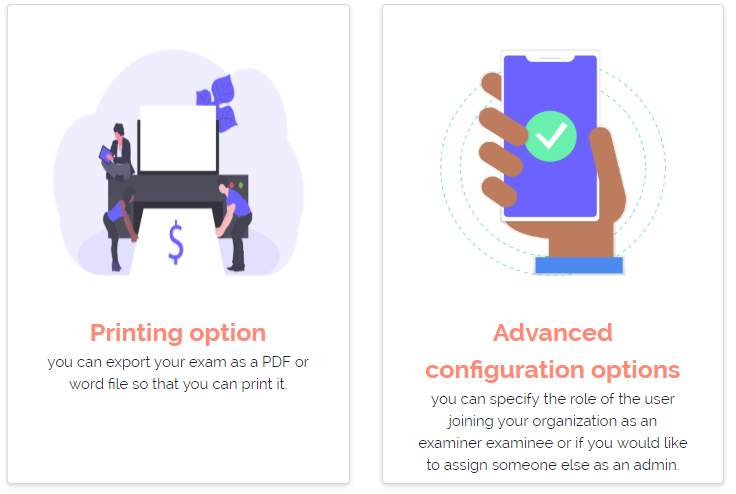 $
Printing option
you can export your exam as a PDF or
word file so that you can print it.
Advanced
configuration options
you can specify the role of the user
joining your organization as an
examiner examinee or if you would like
to assign someone else as an admin.